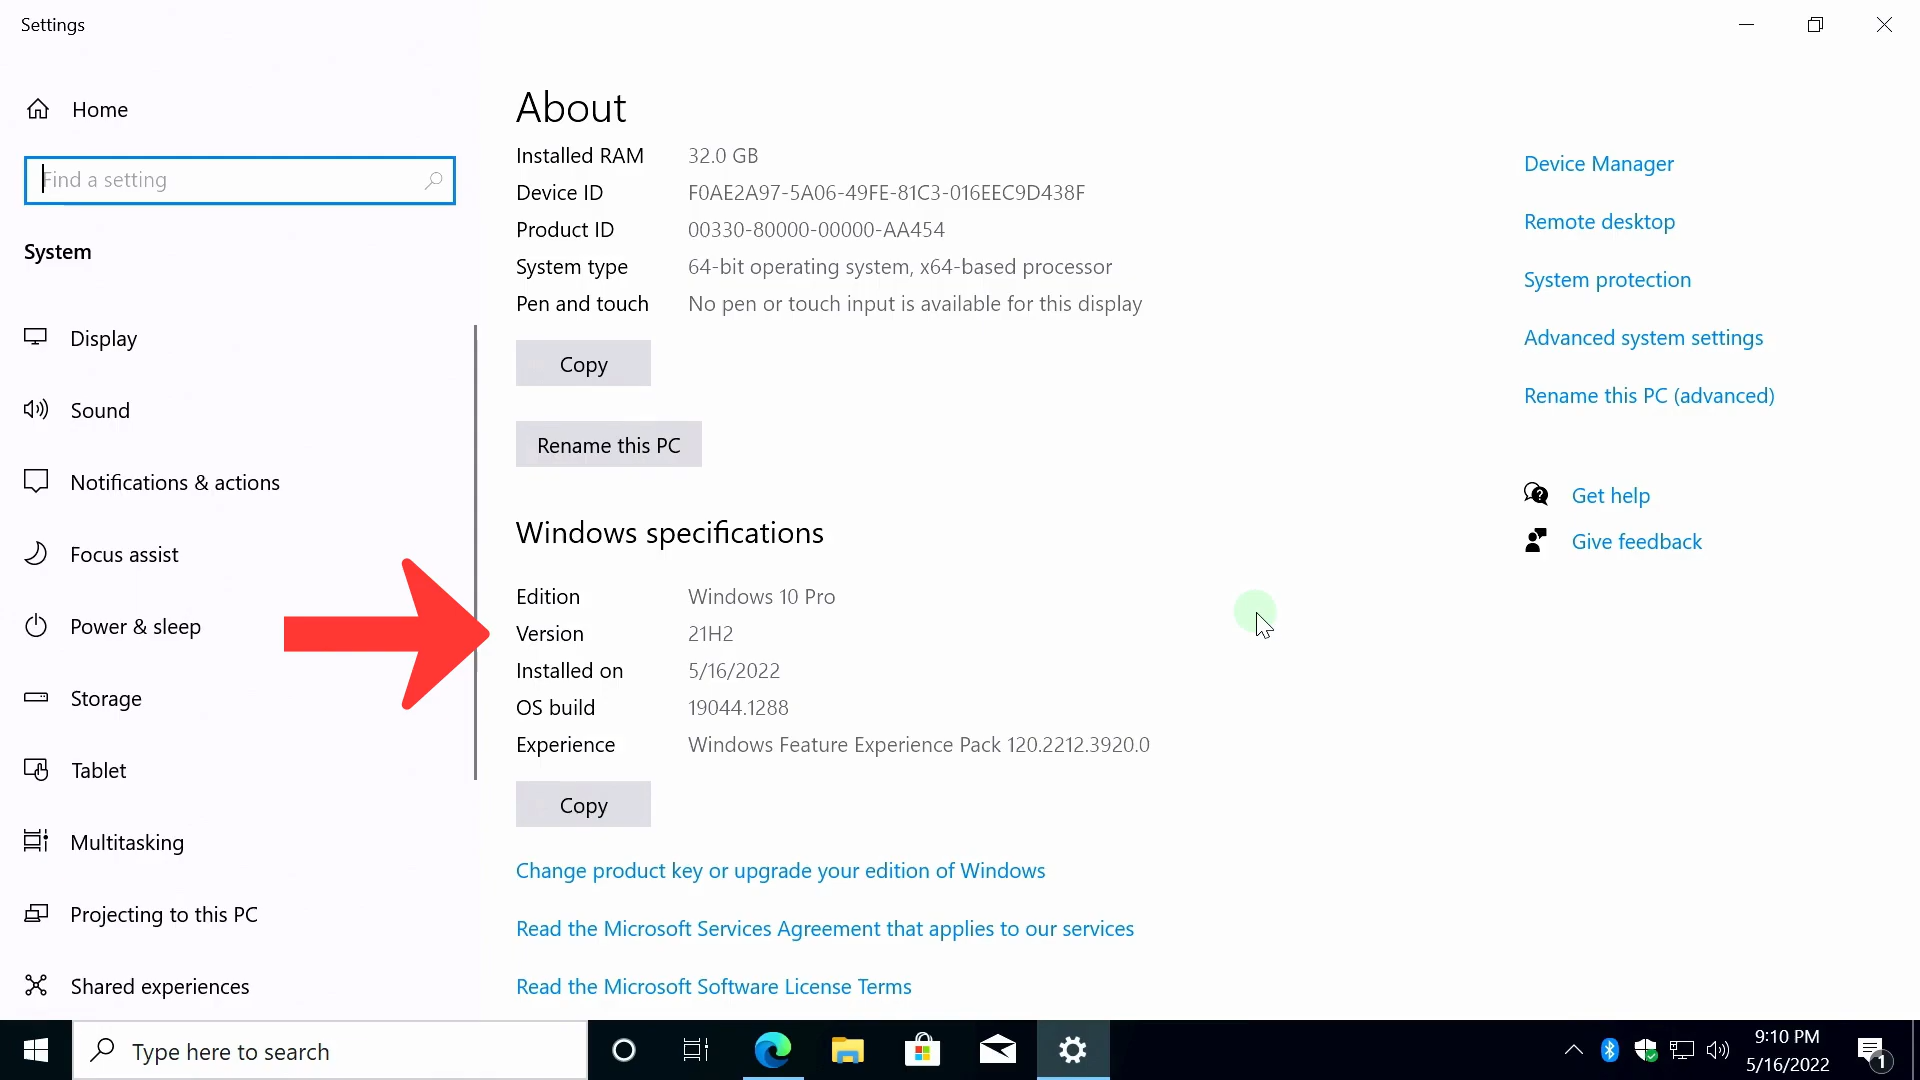 Settings
Home
Find a setting
System
Display
Sound
Notifications & actions
Focus assist
Power & sleep
Storage
Tablet
Multitasking
Projecting to this PC
Shared experiences
About
Installed RAM 32.0 GB
Device ID F0AE2A97-5A06-49FE-81C3-016EEC9D438F
Product ID 00330-80000-00000-AA454
System type 64-bit operating system, x64-based processor
Pen and touch No pen or touch input is available for this display
Copy
Rename this PC
Windows specifications
Edition Windows 10 Pro
Version 21H2
Installed on 5/16/2022
OS build 19044.1288
Experience Windows Feature Experience Pack 120.2212.3920.0
Copy
Change product key or upgrade your edition of Windows
Read the Microsoft Services Agreement that applies to our services
Read the Microsoft Software License Terms
Device Manager
Remote desktop
System protection
Advanced system settings
Rename this PC (advanced)
Get help
Give feedback
Type here to search
9:10 PM
5/16/2022
1